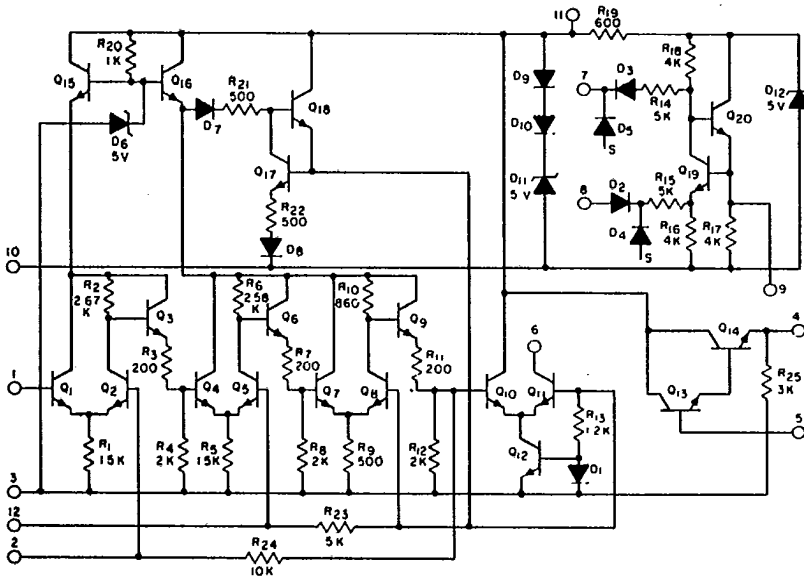 11
R19
600
R20
1K
Q15
Q16
R21
500
D7
Q18
D6
5V
Q17
R22
500
D8
D9
D10
D11
5 V
7
D3
R14
5K
D5
S
R18
4K
Q20
D12
5 V
Q19
8
D2
R15
5K
D4
S
R16
4K
R17
4K
9
10
R2
2.67
K
Q3
R3
200
R6
2.58
K
Q6
R7
200
R10
860
Q9
R11
200
6
Q14
4
R25
3K
Q13
5
1
Q1
Q2
Q4
Q5
Q7
Q8
Q10
Q11
R13
1.2K
Q12
D1
R1
1.5K
R4
2K
R5
1.5K
R8
2K
R9
500
R12
2K
3
12
R23
5K
2
R24
10K